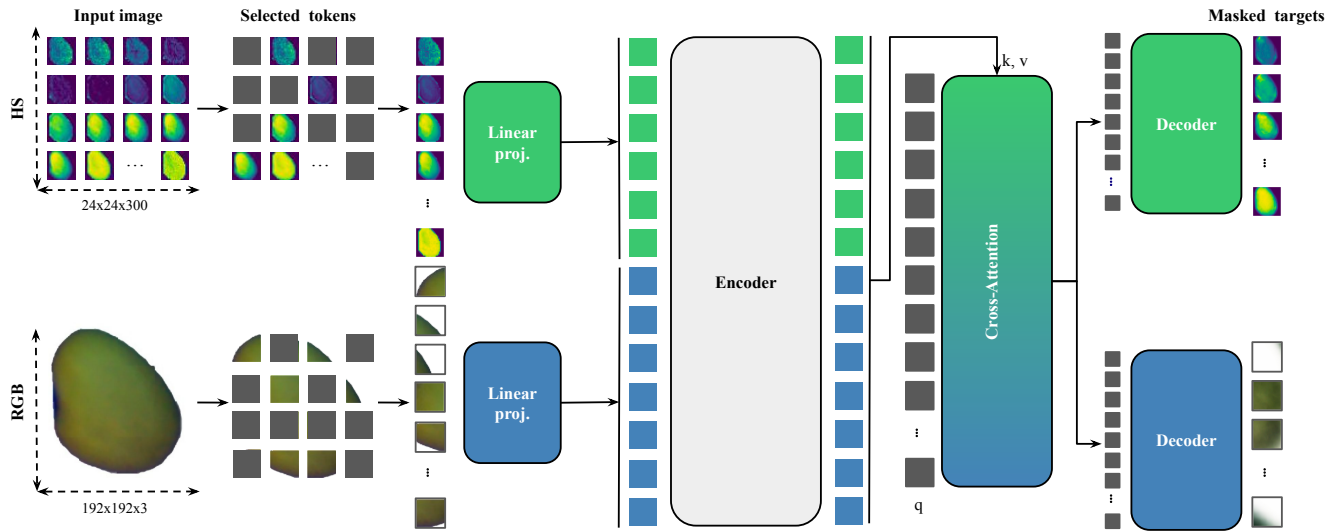 Input image
Selected tokens
Masked targets
HS
24x24x300
Linear
proj.
k, v
Decoder
Encoder
Cross-Attention
RGB
192x192x3
Linear
proj.
q
Decoder